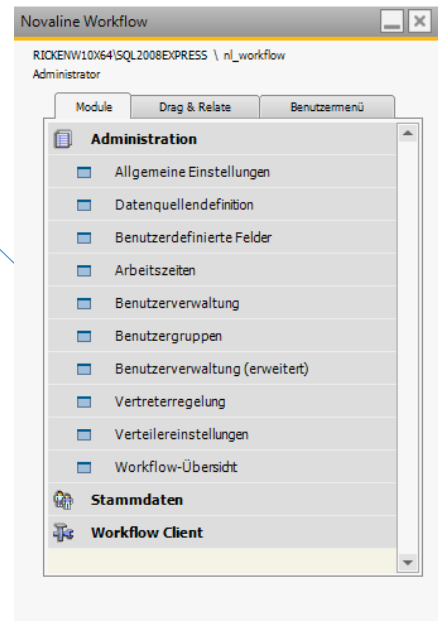 Novaline Workflow
RICKENW10X64\SQL2008EXPRESS \ nl_workflow
Administrator
Module Drag & Relate Benutzermenü
Administration
Allgemeine Einstellungen
Datenquellendefinition
Benutzerdefinierte Felder
Arbeitszeiten
Benutzerverwaltung
Benutzergruppen
Benutzerverwaltung (erweitert)
Vertreterregelung
Verteilereinstellungen
Workflow-Übersicht
Stammdaten
Workflow Client